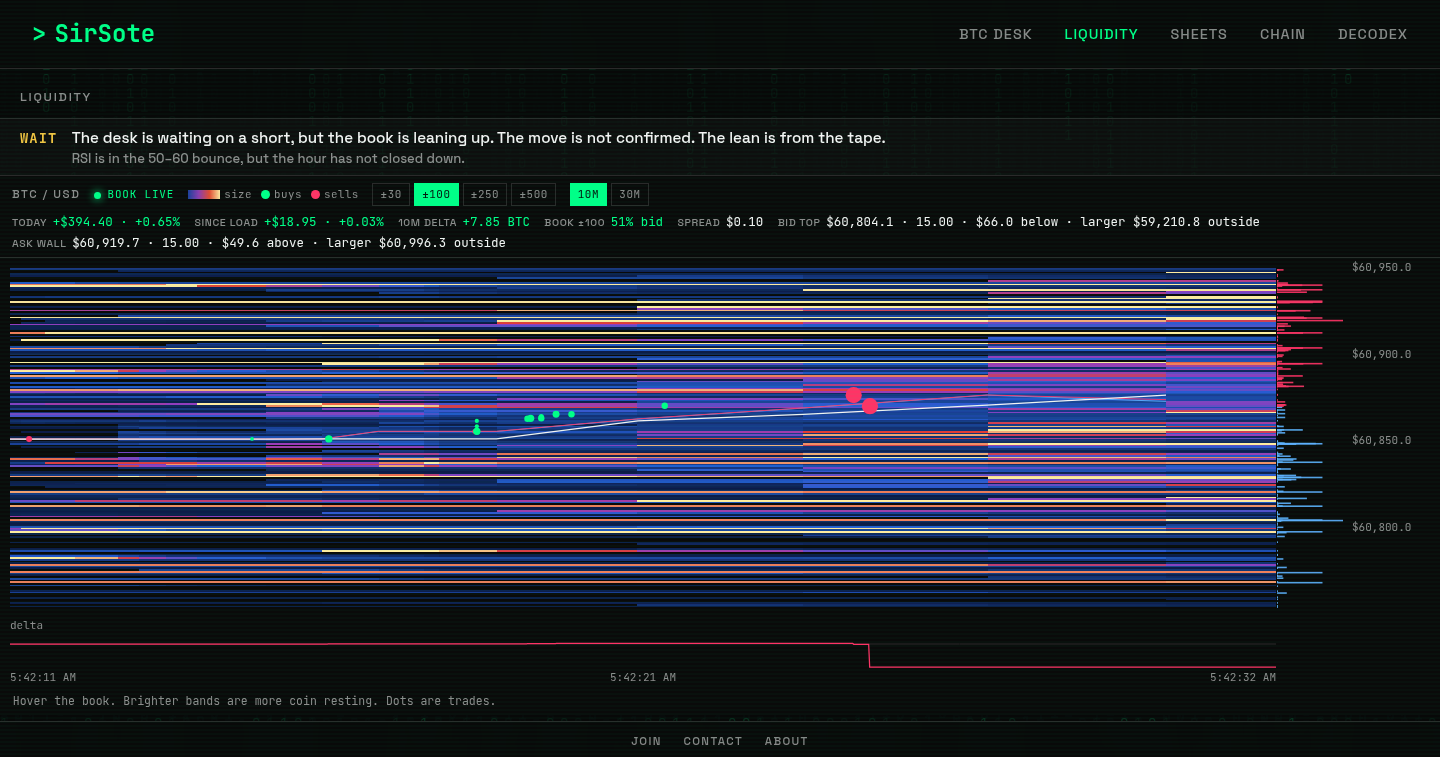 > SirSote
BTC DESK LIQUIDITY SHEETS CHAIN DECODEX
LIQUIDITY
WAIT The desk is waiting on a short, but the book is leaning up. The move is not confirmed. The lean is from the tape.
RSI is in the 50–60 bounce, but the hour has not closed down.
BTC / USD BOOK LIVE size buys sells ±30 ±100 ±250 ±500 10M 30M
TODAY +$394.40 · +0.65% SINCE LOAD +$18.95 · +0.03% 10M DELTA +7.85 BTC BOOK ±100 51% bid SPREAD $0.10 BID TOP $60,804.1 · 15.00 · $66.0 below · larger $59,210.8 outside
ASK WALL $60,919.7 · 15.00 · $49.6 above · larger $60,996.3 outside
$60,950.0
$60,900.0
$60,850.0
$60,800.0
delta
5:42:11 AM 5:42:21 AM 5:42:32 AM
Hover the book. Brighter bands are more coin resting. Dots are trades.
JOIN CONTACT ABOUT